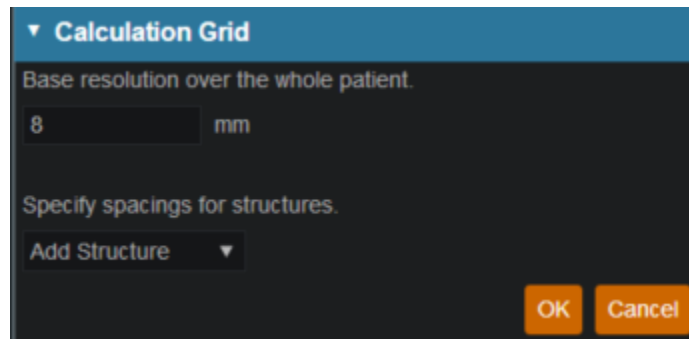 Calculation Grid
Base resolution over the whole patient.
8 mm
Specify spacings for structures.
Add Structure
OK Cancel